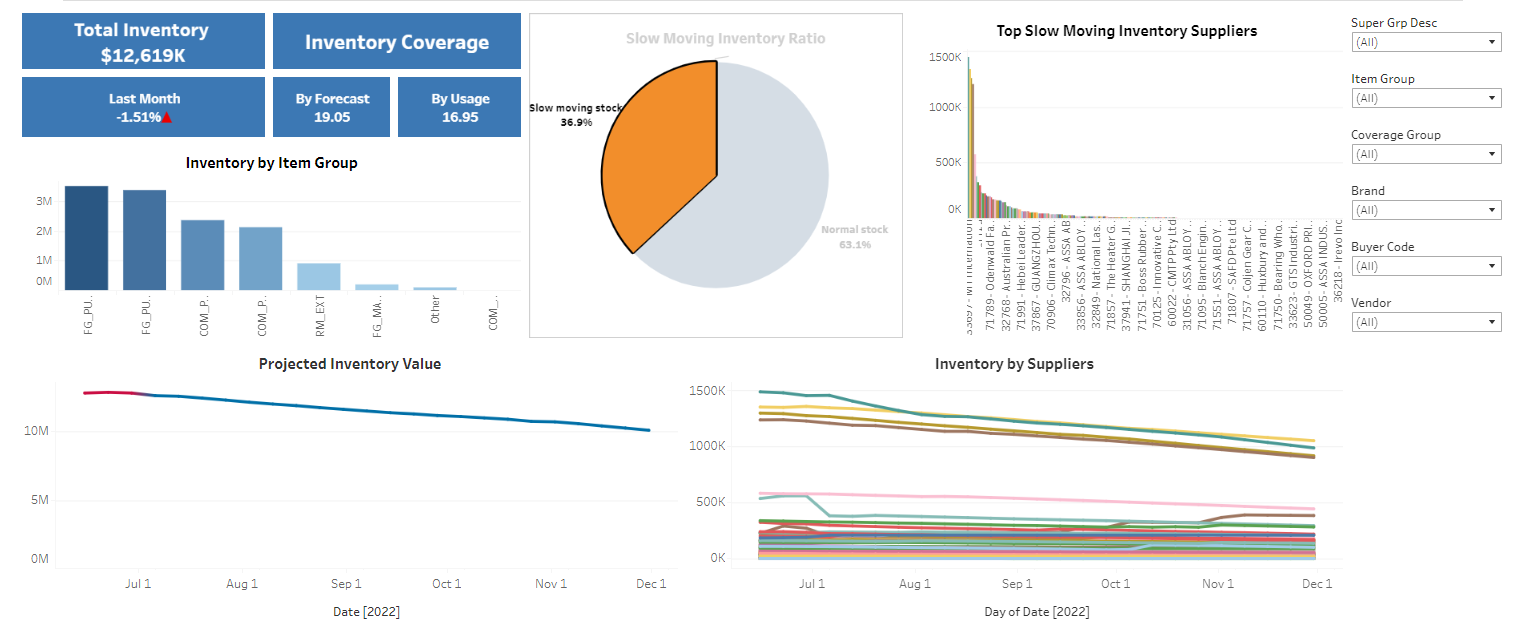 Total Inventory
$12,619K
Inventory Coverage
Last Month
-1.51%
By Forecast
19.05
By Usage
16.95
Inventory by Item Group
3M
2M
1M
0M
FG_PU..
FG_PU..
COM_P..
COM_P..
RM_EXT
FG_MA..
Other
COM_..
Slow Moving Inventory Ratio
Slow moving stock
36.9%
Normal stock
63.1%
Top Slow Moving Inventory Suppliers
1500K
1000K
500K
0K
71789 - Odenwald Fa..
32768 - Australian Pr..
71991 - Hebei Leader..
37867 - GUANGZHOU..
70906 - Climax Techn..
32796 - ASSA AB
33856 - ASSA ABLOY..
32849 - National Las..
71857 - The Heater G..
37941 - SHANGHAI JI..
71751 - Boss Rubber..
70125 - Innovative C..
60022 - CMTP Pty Ltd
31056 - ASSA ABLOY..
71095 - Blanch Engin..
71551 - ASSA ABLOY..
71807 - SAFD Pte Ltd
71757 - Coljen Gear C..
60110 - Huxbury and..
71750 - Bearing Who..
33623 - GTS Industri..
50049 - OXFORD PRI..
50005 - ASSA INDUS..
36218 - Irevo Inc
Super Grp Desc
(All)
Item Group
(All)
Coverage Group
(All)
Brand
(All)
Buyer Code
(All)
Vendor
(All)
Projected Inventory Value
10M
5M
0M
Jul 1
Aug 1
Sep 1
Oct 1
Nov 1
Dec 1
Date [2022]
Inventory by Suppliers
1500K
1000K
500K
0K
Jul 1
Aug 1
Sep 1
Oct 1
Nov 1
Dec 1
Day of Date [2022]